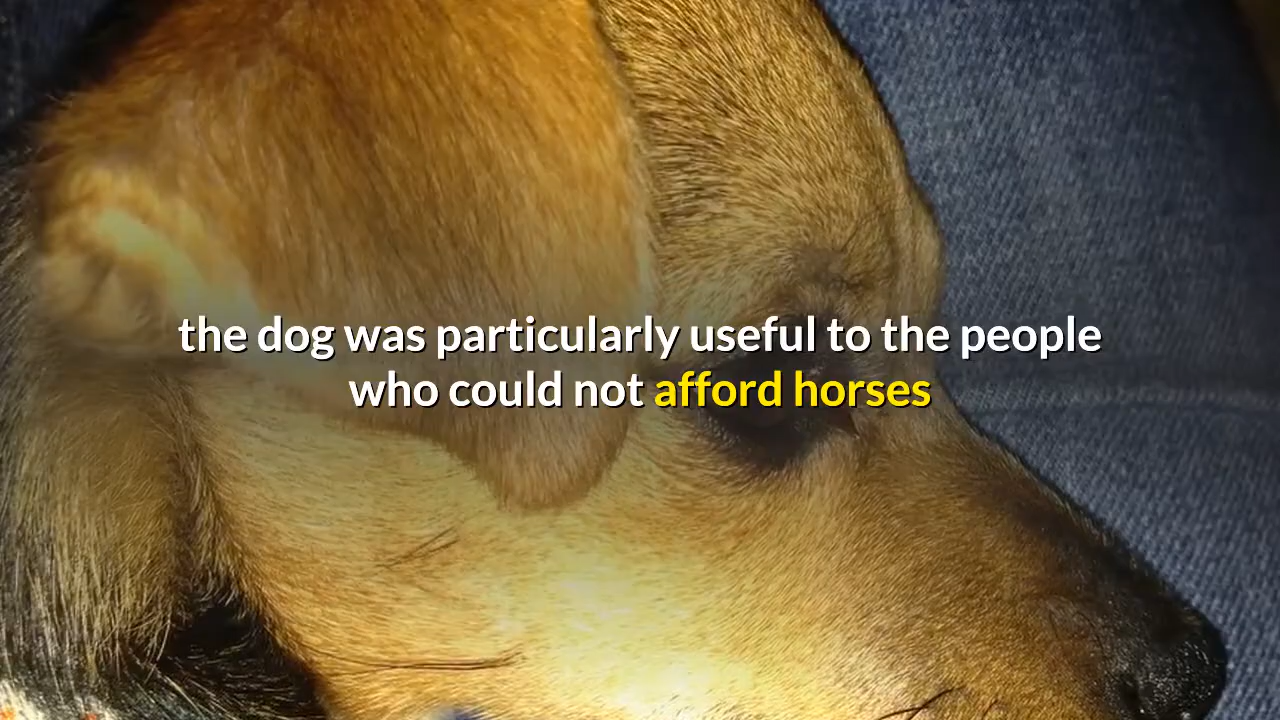 the dog was particularly useful to the people
who could not afford horses